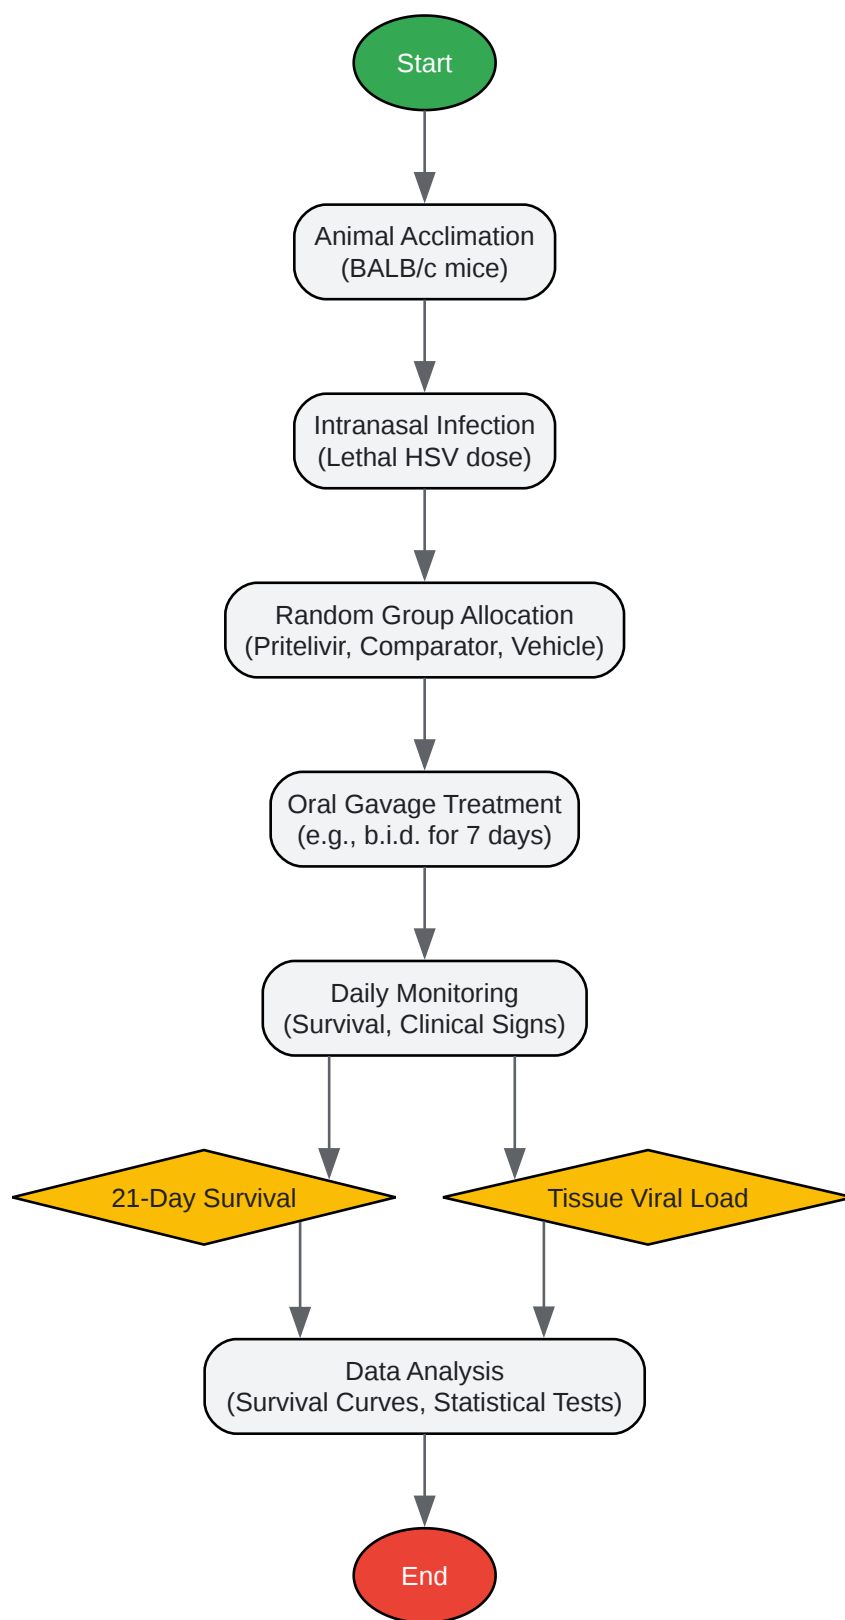 Start
Animal Acclimation
(BALB/c mice)
Intranasal Infection
(Lethal HSV dose)
Random Group Allocation
(Pritelivir, Comparator, Vehicle)
Oral Gavage Treatment
(e.g., b.i.d. for 7 days)
Daily Monitoring
(Survival, Clinical Signs)
21-Day Survival
Tissue Viral Load
Data Analysis
(Survival Curves, Statistical Tests)
End